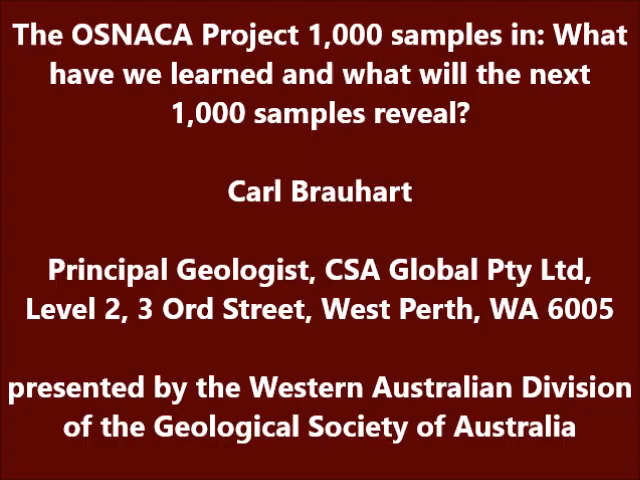 The OSNACA Project 1,000 samples in: What
have we learned and what will the next
1,000 samples reveal?
Carl Brauhart
Principal Geologist, CSA Global Pty Ltd,
Level 2, 3 Ord Street, West Perth, WA 6005
presented by the Western Australian Division
of the Geological Society of Australia